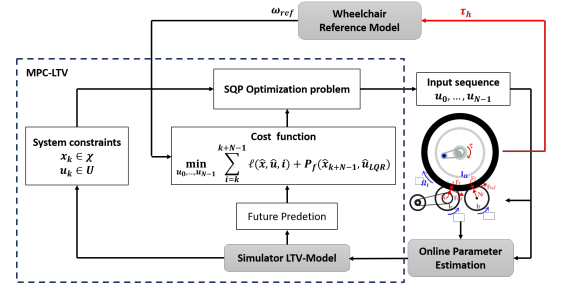 ω_ref
Wheelchair
Reference Model
τ_h
MPC-LTV
SQP Optimization problem
Input sequence
u_0, … , u_{N−1}
System constraints
x_k ∈ χ
u_k ∈ U
Cost function
min_{u_0,…,u_{N−1}} ∑_{i=k}^{k+N−1} ℓ(x̂, û, i) + P_f(x̂_{k+N−1}, û_{LQR})
Future Predetion
Simulator LTV-Model
Online Parameter
Estimation